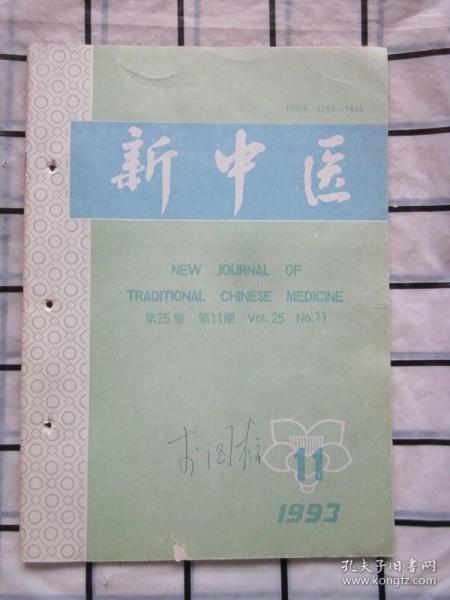 ISSN 0256-7415
新中医
NEW JOURNAL OF
TRADITIONAL CHINESE MEDICINE
第25卷 第11期 Vol.25 No.11
11
1993
孔夫子旧书网
www.kongfz.com